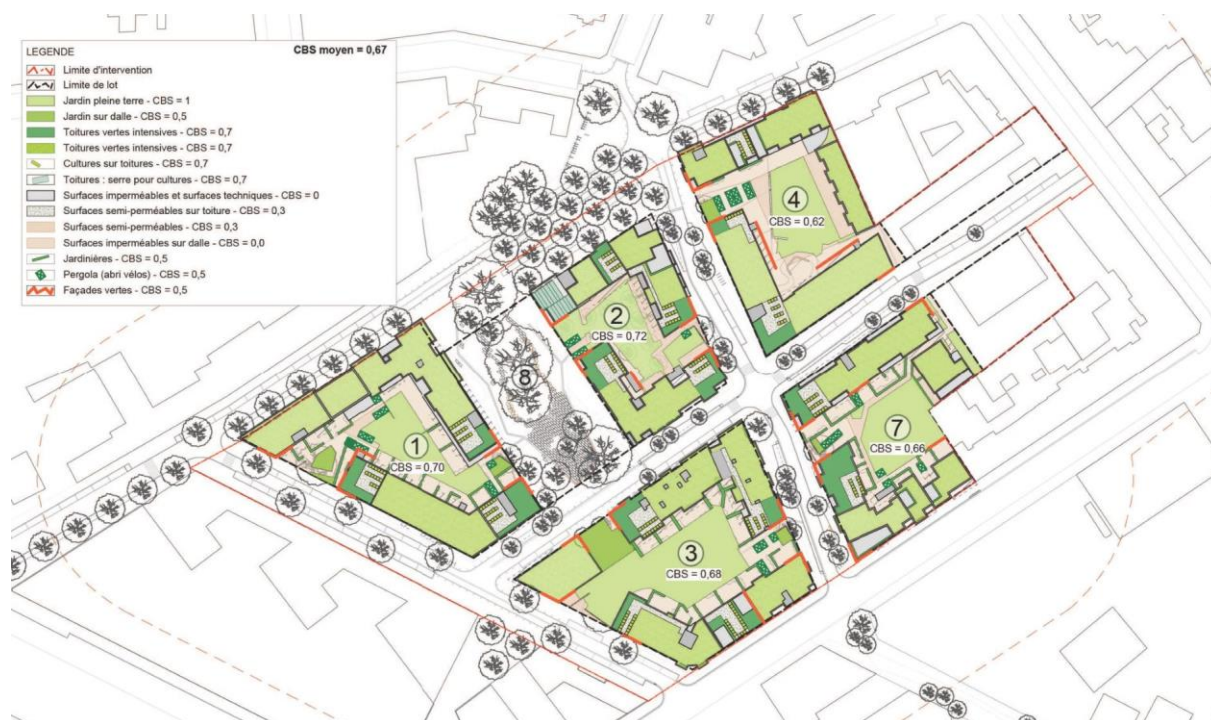 LEGENDE
CBS moyen = 0,67
Limite d'intervention
Limite de lot
Jardin pleine terre - CBS = 1
Jardin sur dalle - CBS = 0,5
Toitures vertes intensives - CBS = 0,7
Toitures vertes intensives - CBS = 0,7
Cultures sur toitures - CBS = 0,7
Toitures : serre pour cultures - CBS = 0,7
Surfaces imperméables et surfaces techniques - CBS = 0
Surfaces semi-perméables sur toiture - CBS = 0,3
Surfaces semi-perméables - CBS = 0,3
Surfaces imperméables sur dalle - CBS = 0,0
Jardinières - CBS = 0,5
Pergola (abri vélos) - CBS = 0,5
Façades vertes - CBS = 0,5
4
CBS = 0,62
2
CBS = 0,72
8
1
CBS = 0,70
7
CBS = 0,66
3
CBS = 0,68